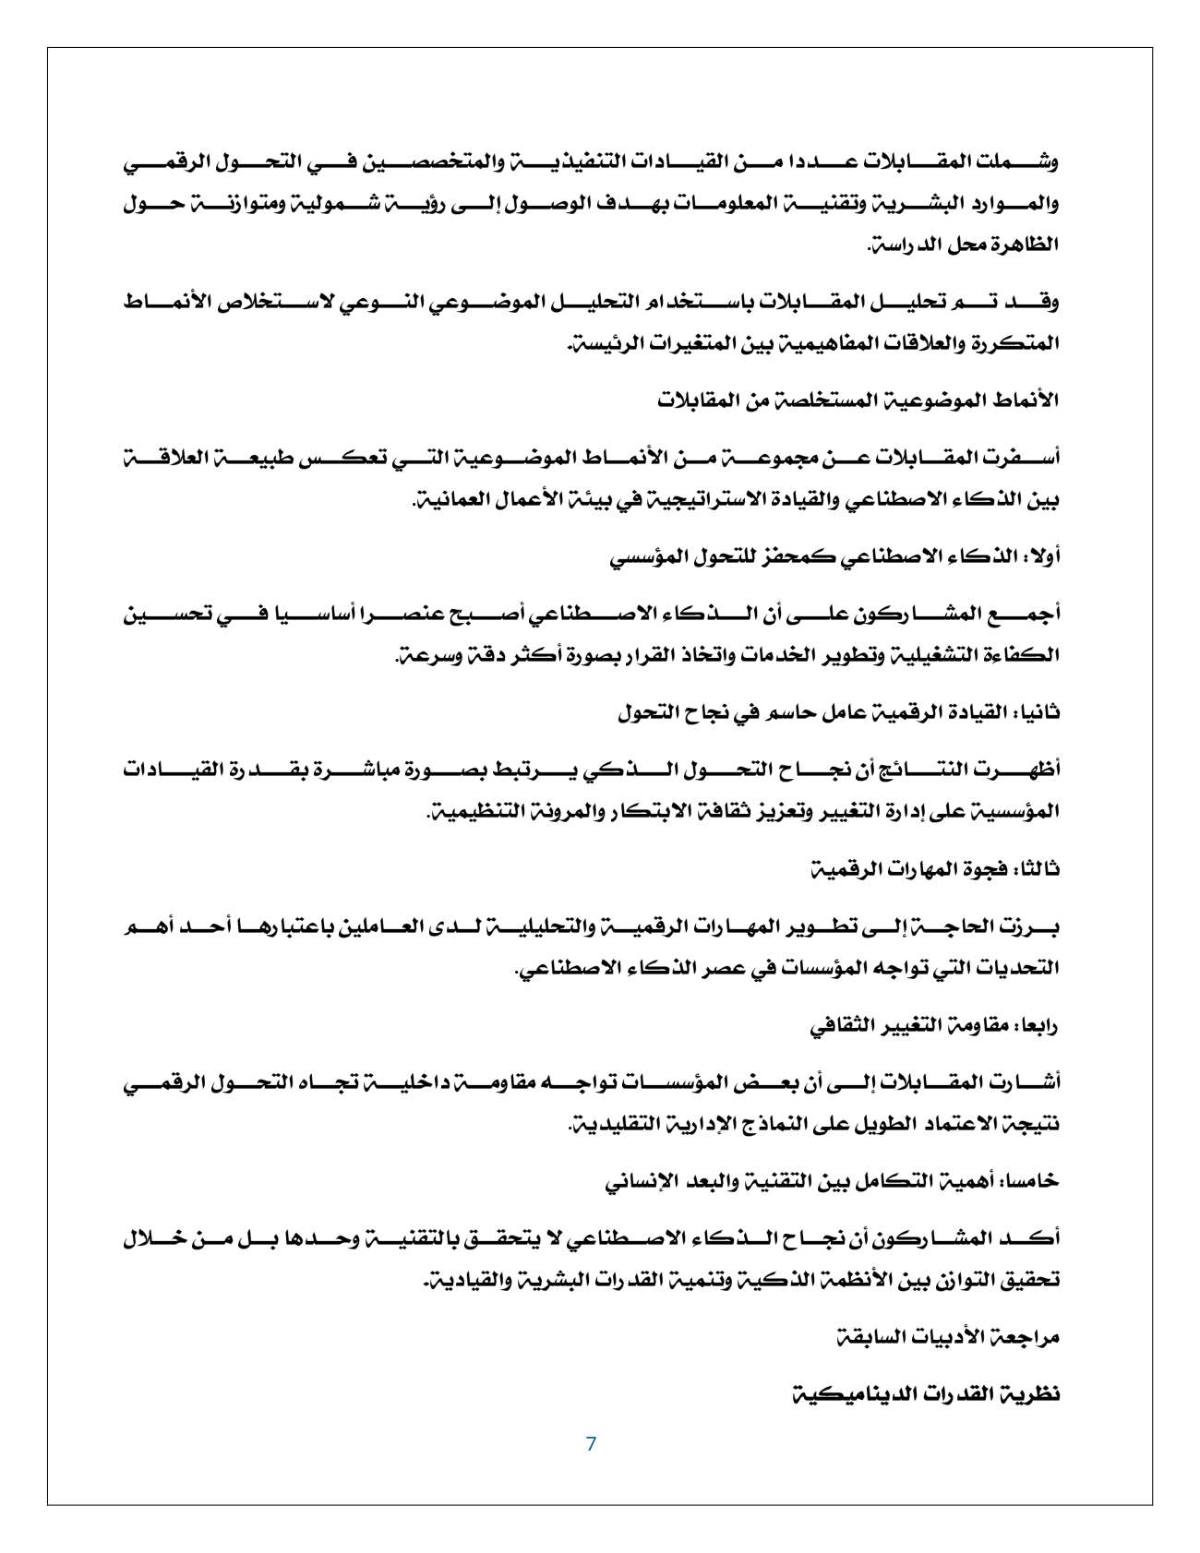 وشملت المقابلات عددا من القيادات التنفيذية والمتخصصين في التحول الرقمي
والموارد البشرية وتقنية المعلومات بهدف الوصول إلى رؤية شمولية ومتوازنة حول
الظاهرة محل الدراسة.
وقد تم تحليل المقابلات باستخدام التحليل الموضوعي النوعي لاستخلاص الأنماط
المتكررة والعلاقات المفاهيمية بين المتغيرات الرئيسة.
الأنماط الموضوعية المستخلصة من المقابلات
أسفرت المقابلات عن مجموعة من الأنماط الموضوعية التي تعكس طبيعة العلاقة
بين الذكاء الاصطناعي والقيادة الاستراتيجية في بيئة الأعمال العمانية.
أولا: الذكاء الاصطناعي كمحفز للتحول المؤسسي
أجمع المشاركون على أن الذكاء الاصطناعي أصبح عنصرا أساسيا في تحسين
الكفاءة التشغيلية وتطوير الخدمات واتخاذ القرار بصورة أكثر دقة وسرعة.
ثانيا: القيادة الرقمية عامل حاسم في نجاح التحول
أظهرت النتائج أن نجاح التحول الذكي يرتبط بصورة مباشرة بقدرة القيادات
المؤسسية على إدارة التغيير وتعزيز ثقافة الابتكار والمرونة التنظيمية.
ثالثا: فجوة المهارات الرقمية
برزت الحاجة إلى تطوير المهارات الرقمية والتحليلية لدى العاملين باعتبارها أحد أهم
التحديات التي تواجه المؤسسات في عصر الذكاء الاصطناعي.
رابعا: مقاومة التغيير الثقافي
أشارت المقابلات إلى أن بعض المؤسسات تواجه مقاومة داخلية تجاه التحول الرقمي
نتيجة الاعتماد الطويل على النماذج الإدارية التقليدية.
خامسا: أهمية التكامل بين التقنية والبعد الإنساني
أكد المشاركون أن نجاح الذكاء الاصطناعي لا يتحقق بالتقنية وحدها بل من خلال
تحقيق التوازن بين الأنظمة الذكية وتنمية القدرات البشرية والقيادية.
مراجعة الأدبيات السابقة
نظرية القدرات الديناميكية
7